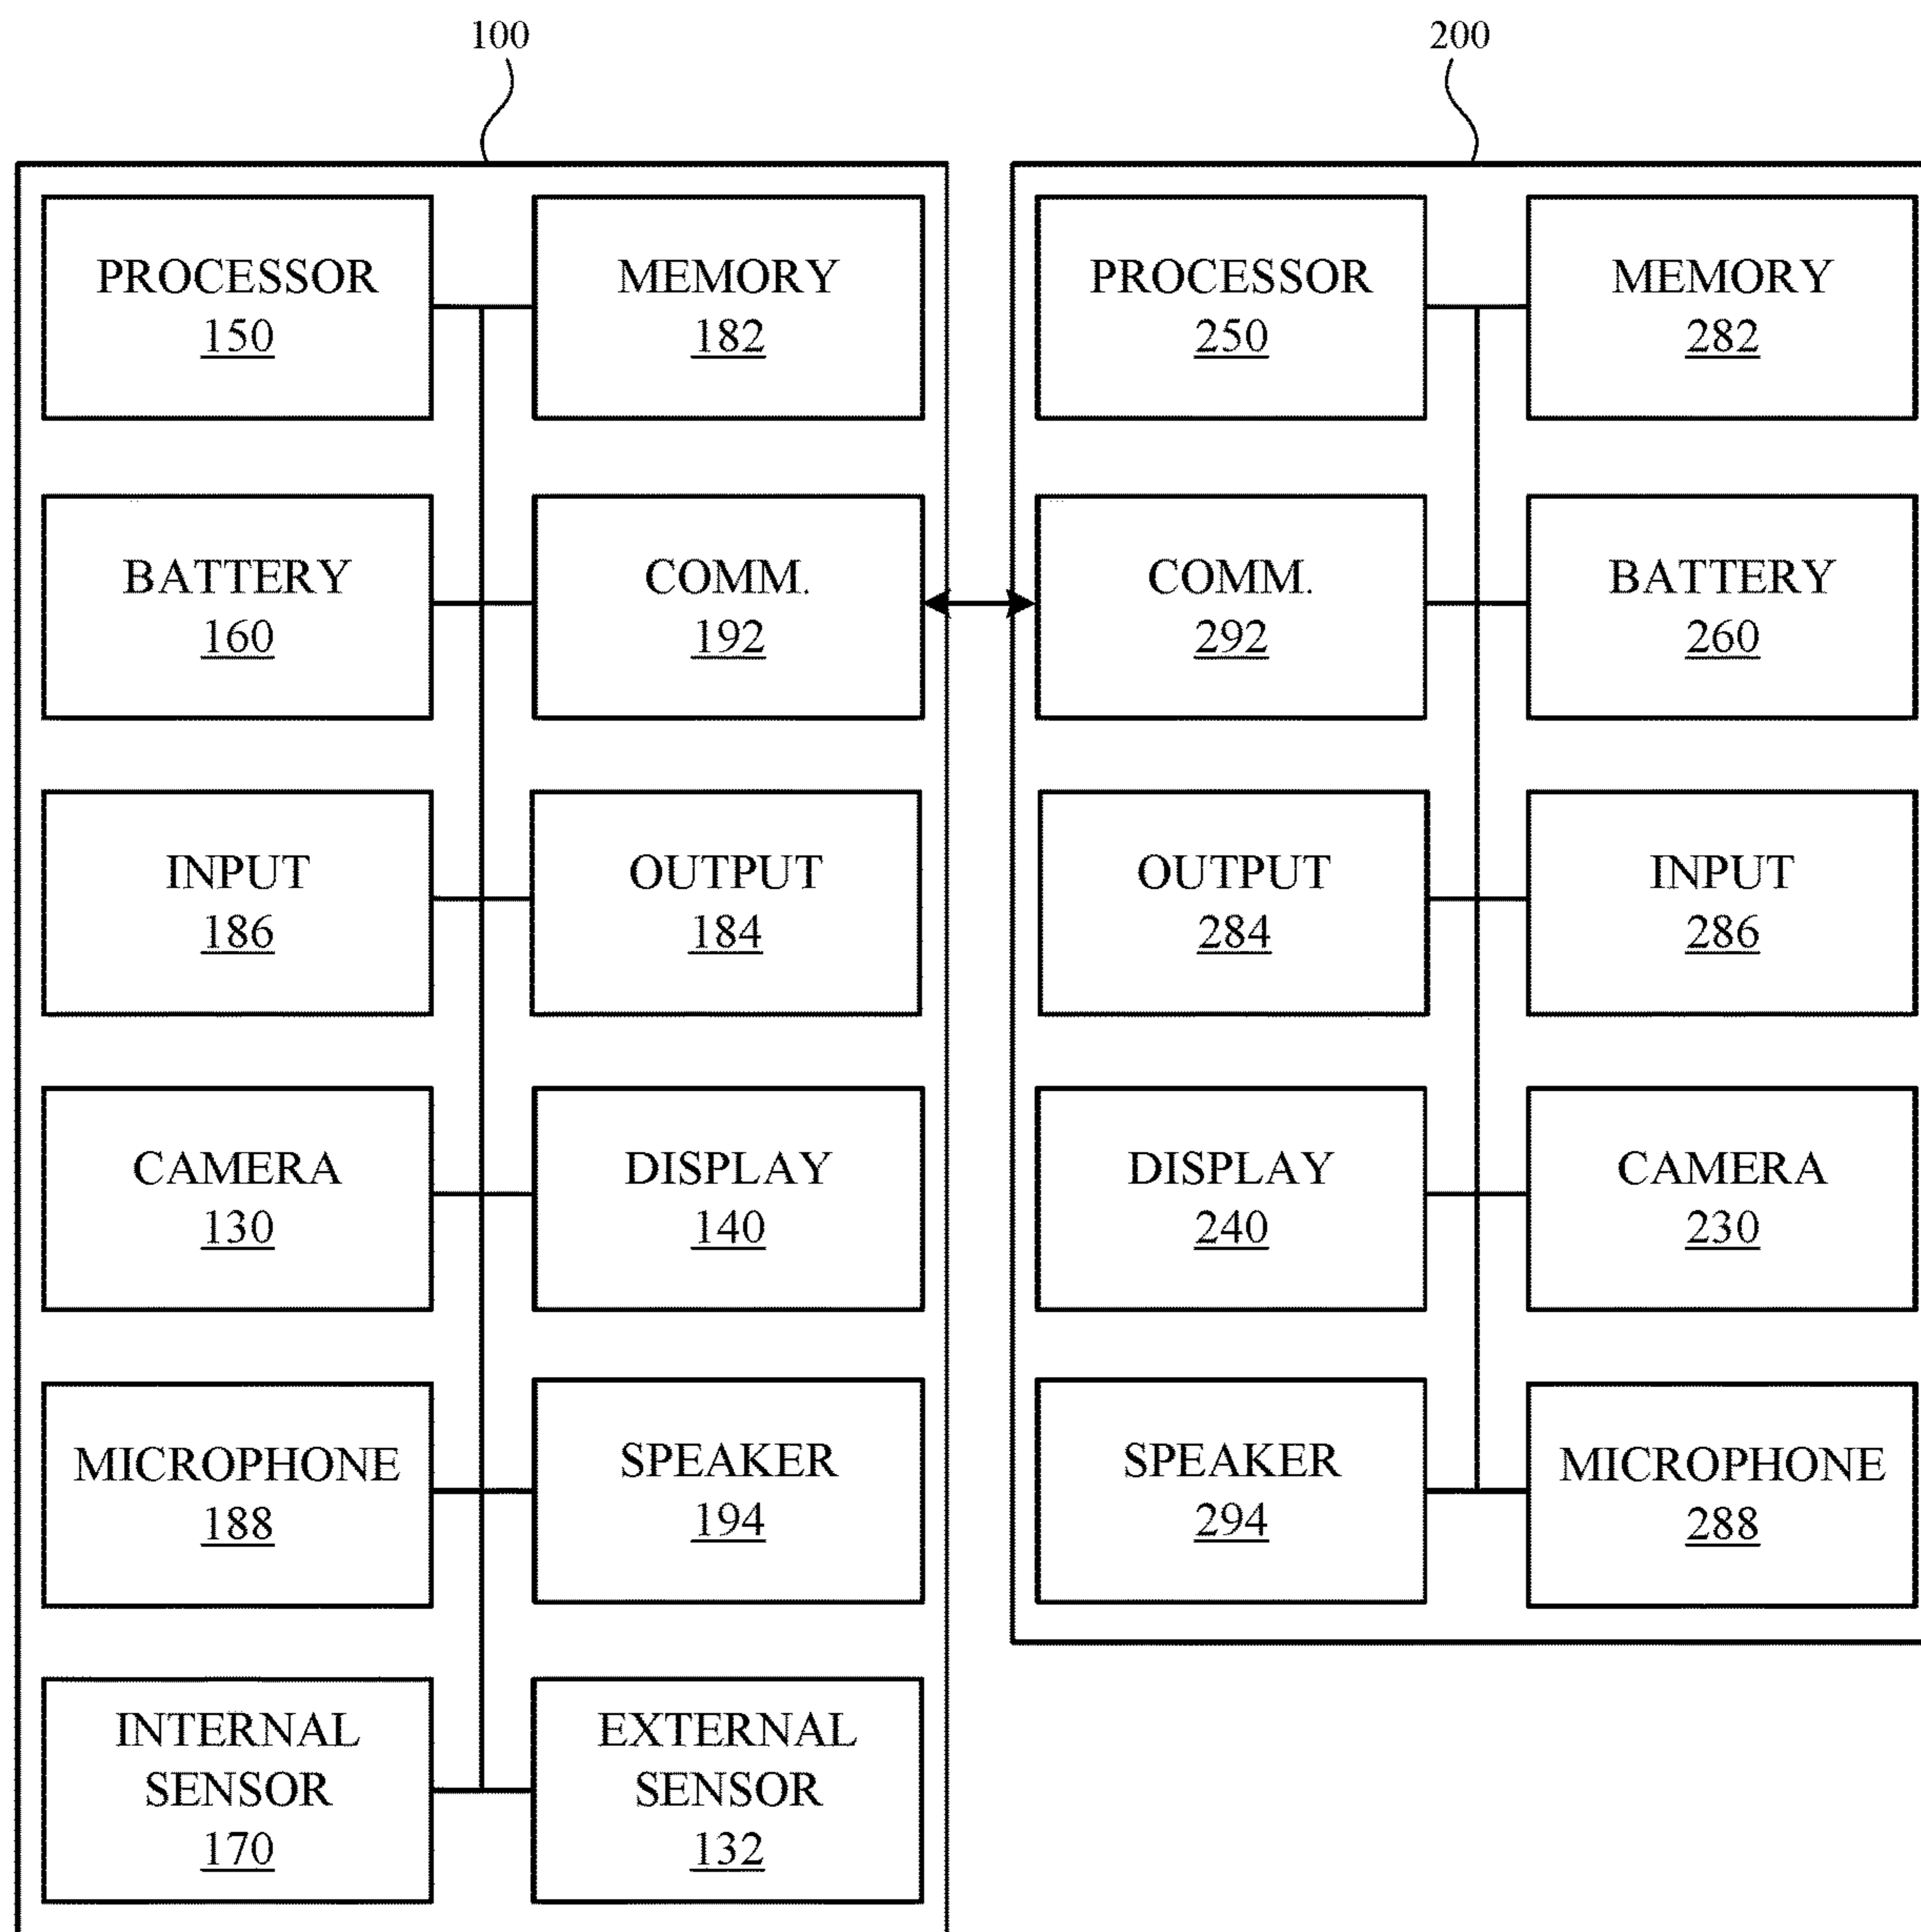 100
200
PROCESSOR
150
MEMORY
182
BATTERY
160
COMM.
192
INPUT
186
OUTPUT
184
CAMERA
130
DISPLAY
140
MICROPHONE
188
SPEAKER
194
INTERNAL
SENSOR
170
EXTERNAL
SENSOR
132
PROCESSOR
250
MEMORY
282
COMM.
292
BATTERY
260
OUTPUT
284
INPUT
286
DISPLAY
240
CAMERA
230
SPEAKER
294
MICROPHONE
288